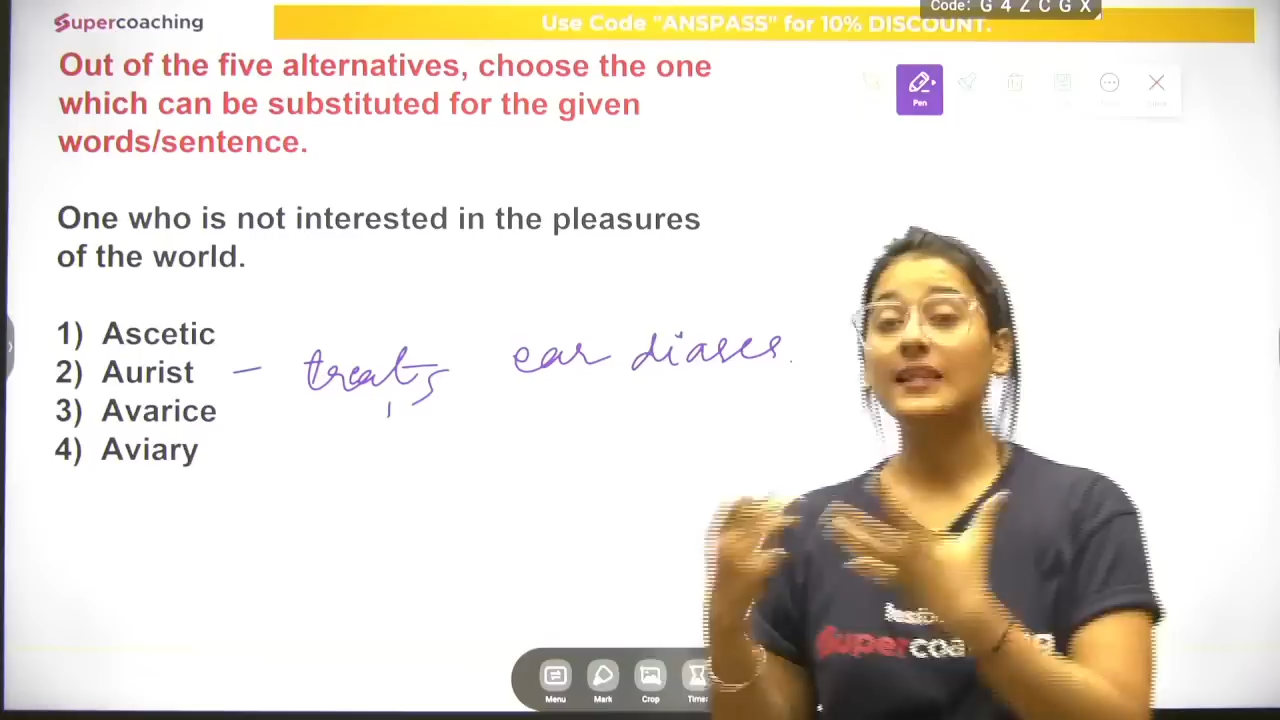 Code: G 4 Z C G X
Supercoaching
Use Code "ANSPASS" for 10% DISCOUNT.
Out of the five alternatives, choose the one
which can be substituted for the given
words/sentence.
Pen
One who is not interested in the pleasures
of the world.
1) Ascetic
2) Aurist – treats ear diases.
3) Avarice
4) Aviary
Supercoaching
Menu
Mark
Crop